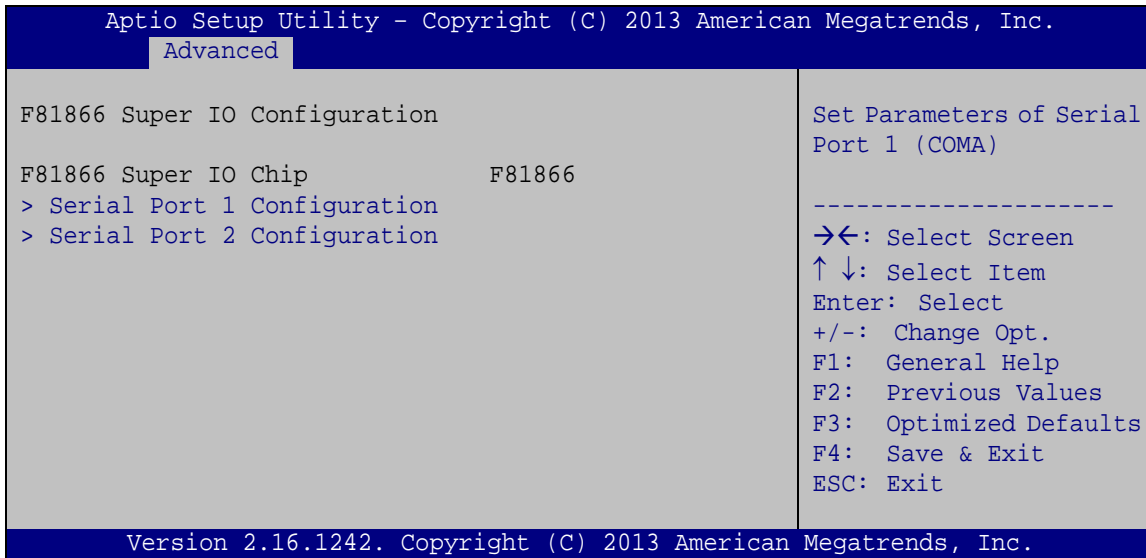 Aptio Setup Utility – Copyright (C) 2013 American Megatrends, Inc.
Advanced
F81866 Super IO Configuration
F81866 Super IO Chip F81866
> Serial Port 1 Configuration
> Serial Port 2 Configuration
Set Parameters of Serial
Port 1 (COMA)
---------------------
→←: Select Screen
↑ ↓: Select Item
Enter: Select
+/-: Change Opt.
F1: General Help
F2: Previous Values
F3: Optimized Defaults
F4: Save & Exit
ESC: Exit
Version 2.16.1242. Copyright (C) 2013 American Megatrends, Inc.